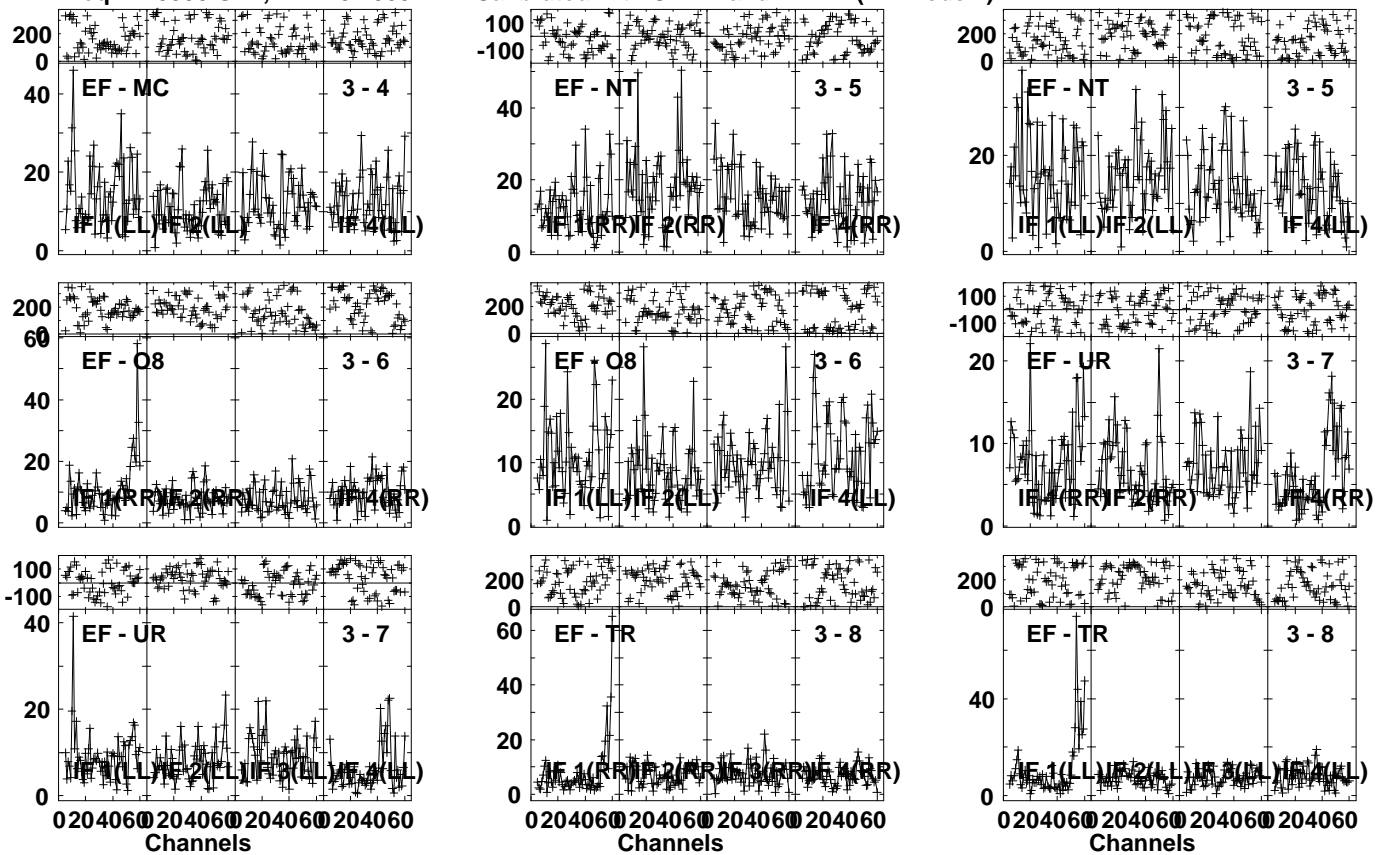 200
0
EF - MC
3 - 4
40
20
0
IF 1(LL)
IF 2(LL)
IF 4(LL)
100
-100
EF - NT
3 - 5
40
20
0
IF 1(RR)
IF 2(RR)
IF 4(RR)
200
0
EF - NT
3 - 5
20
0
IF 1(LL)
IF 2(LL)
IF 4(LL)
200
0
60
EF - O8
3 - 6
40
20
0
IF 1(RR)
IF 2(RR)
IF 4(RR)
200
0
EF - O8
3 - 6
20
10
0
IF 1(LL)
IF 2(LL)
IF 4(LL)
100
-100
EF - UR
3 - 7
20
10
0
IF 1(RR)
IF 2(RR)
IF 4(RR)
100
-100
40
EF - UR
3 - 7
20
0
IF 1(LL)
IF 2(LL)
IF 3(LL)
IF 4(LL)
0 20 40 60 0 20 40 60 0 20 40 60 0 20 40 60
Channels
200
0
60
EF - TR
3 - 8
40
20
0
IF 1(RR)
IF 2(RR)
IF 3(RR)
IF 4(RR)
0 20 40 60 0 20 40 60 0 20 40 60 0 20 40 60
Channels
200
0
EF - TR
3 - 8
40
0
IF 1(LL)
IF 2(LL)
IF 3(LL)
IF 4(LL)
0 20 40 60 0 20 40 60 0 20 40 60 0 20 40 60
Channels